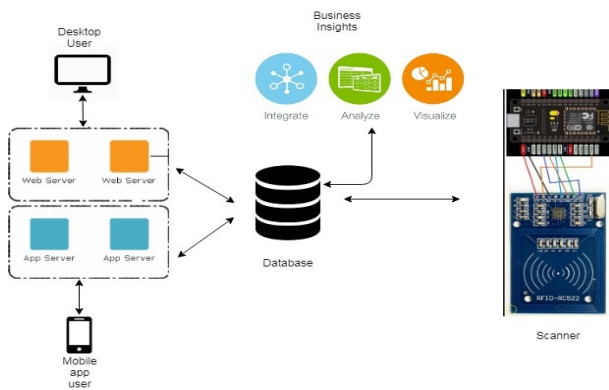 Business
Insights
Desktop
User
Integrate
Analyze
Visualize
Web Server
Web Server
App Server
App Server
Database
RFID-RC522
Scanner
Mobile
app
user